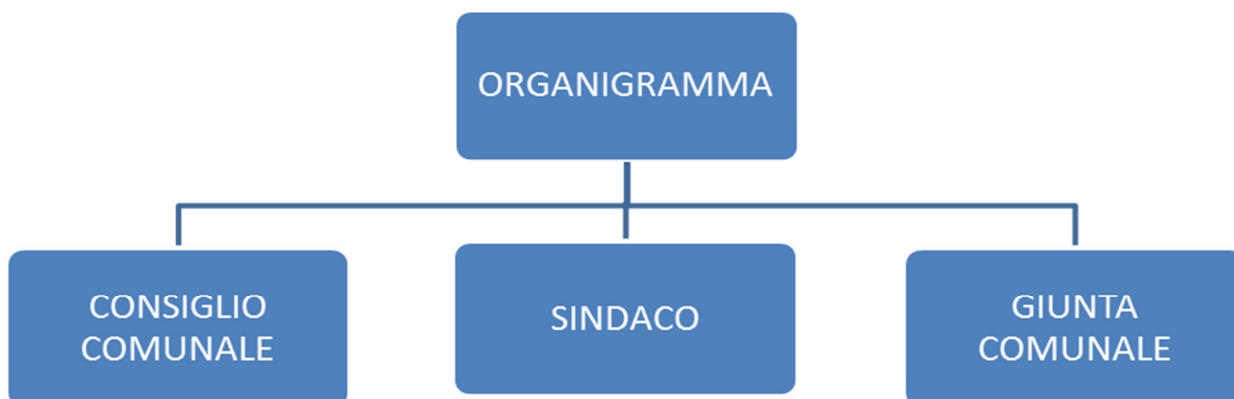 ORGANIGRAMMA
CONSIGLIO
COMUNALE
SINDACO
GIUNTA
COMUNALE